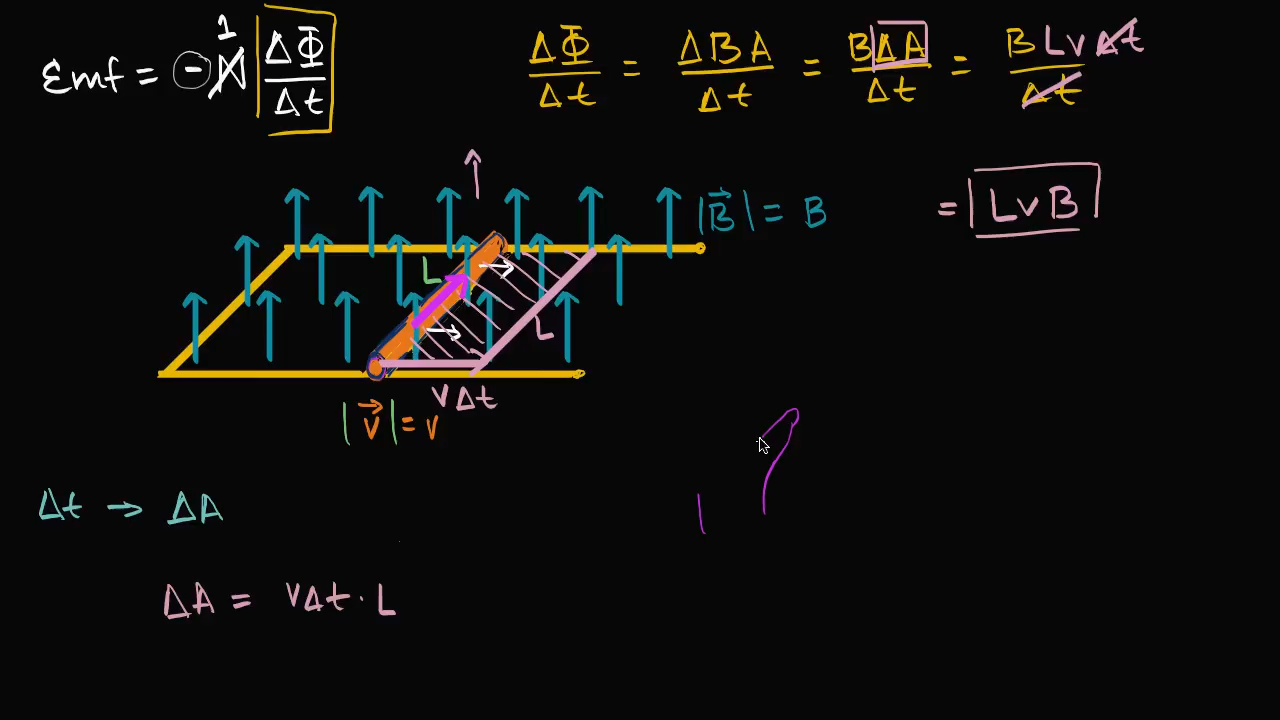 Emf = - N 1 ΔΦ/Δt
ΔΦ/Δt = ΔBA/Δt = BΔA/Δt = BLvΔt/Δt
= LvB
|B⃗| = B
L
L
vΔt
|v⃗| = v
Δt → ΔA
ΔA = vΔt · L